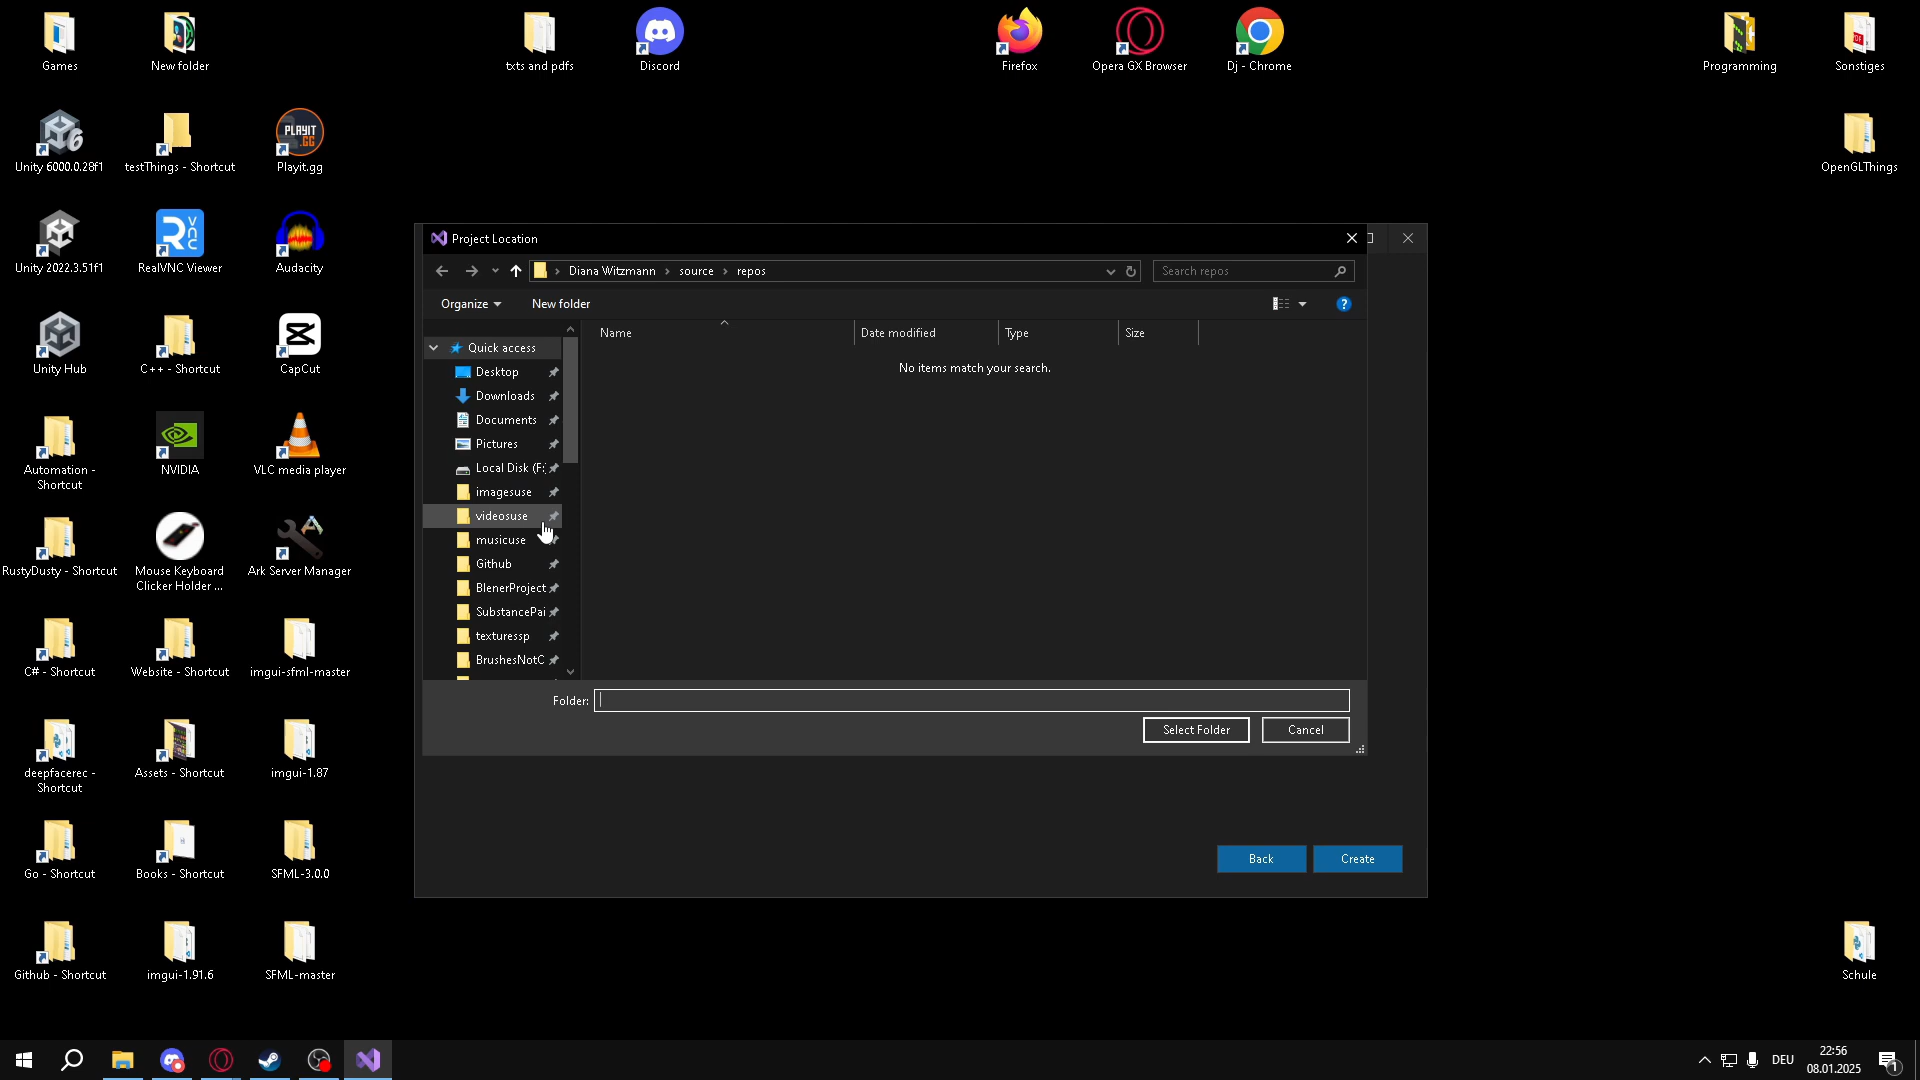 Games
New folder
txts and pdfs
Discord
Firefox
Opera GX Browser
Dj - Chrome
Programming
Sonstiges
Unity 6000.0.28f1
testThings - Shortcut
PLAYIT
.GG
Playit.gg
OpenGLThings
Unity 2022.3.51f1
RealVNC Viewer
Audacity
Unity Hub
C++ - Shortcut
CapCut
Automation -
Shortcut
NVIDIA
VLC media player
RustyDusty - Shortcut
Mouse Keyboard
Clicker Holder ...
Ark Server Manager
C# - Shortcut
Website - Shortcut
imgui-sfml-master
deepfacerec -
Shortcut
Assets - Shortcut
imgui-1.87
Go - Shortcut
Books - Shortcut
SFML-3.0.0
Github - Shortcut
imgui-1.91.6
SFML-master
Schule
Project Location
Diana Witzmann
source
repos
Search repos
Organize
New folder
Name
Date modified
Type
Size
No items match your search.
Quick access
Desktop
Downloads
Documents
Pictures
Local Disk (F:
imagesuse
videosuse
musicuse
Github
BlenerProject
SubstancePai
texturessp
BrushesNotC
Folder:
Select Folder
Cancel
Back
Create
DEU
22:56
08.01.2025
1